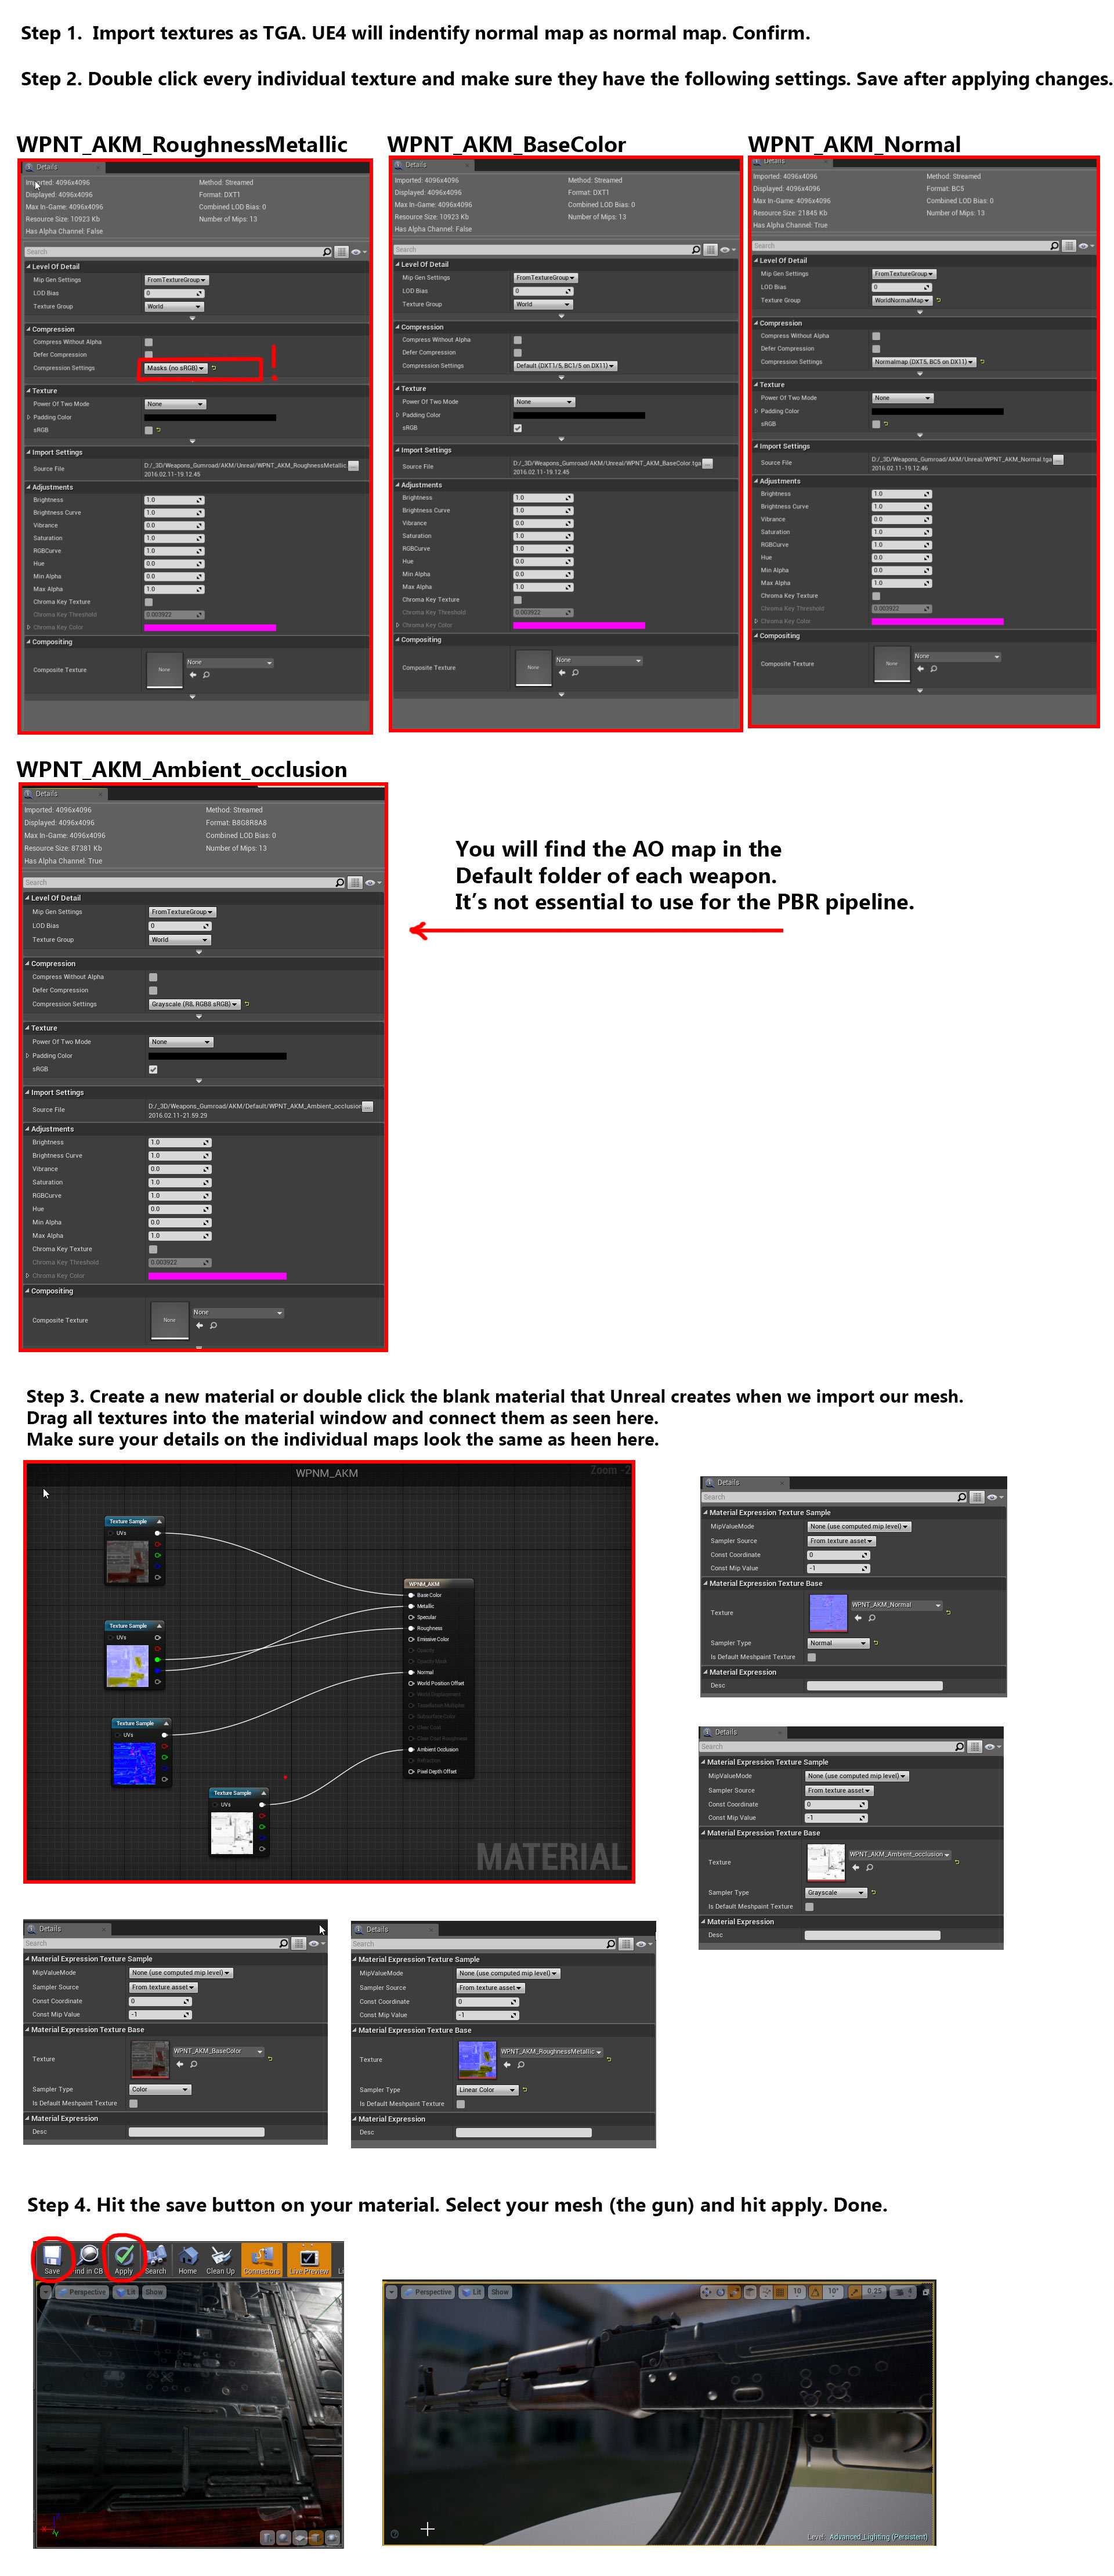 Step 1.  Import textures as TGA. UE4 will indentify normal map as normal map. Confirm.
Step 2. Double click every individual texture and make sure they have the following settings. Save after applying changes.
WPNT_AKM_RoughnessMetallic
Details
Imported: 4096x4096
Method: Streamed
Displayed: 4096x4096
Format: DXT1
Max In-Game: 4096x4096
Combined LOD Bias: 0
Resource Size: 10923 Kb
Number of Mips: 13
Has Alpha Channel: False
Search
Level Of Detail
Mip Gen Settings FromTextureGroup
LOD Bias 0
Texture Group World
Compression
Compress Without Alpha
Defer Compression
Compression Settings Masks (no sRGB)
!
Texture
Power Of Two Mode None
Padding Color
sRGB
Import Settings
Source File D:/_3D/Weapons_Gumroad/AKM/Unreal/WPNT_AKM_RoughnessMetallic ...
2016.02.11-19.12.45
Adjustments
Brightness 1.0
Brightness Curve 1.0
Vibrance 0.0
Saturation 1.0
RGBCurve 1.0
Hue 0.0
Min Alpha 0.0
Max Alpha 1.0
Chroma Key Texture
Chroma Key Threshold 0.003922
Chroma Key Color
Compositing
Composite Texture None None
WPNT_AKM_BaseColor
Details
Imported: 4096x4096
Method: Streamed
Displayed: 4096x4096
Format: DXT1
Max In-Game: 4096x4096
Combined LOD Bias: 0
Resource Size: 10923 Kb
Number of Mips: 13
Has Alpha Channel: False
Search
Level Of Detail
Mip Gen Settings FromTextureGroup
LOD Bias 0
Texture Group World
Compression
Compress Without Alpha
Defer Compression
Compression Settings Default (DXT1/5, BC1/5 on DX11)
Texture
Power Of Two Mode None
Padding Color
sRGB
Import Settings
Source File D:/_3D/Weapons_Gumroad/AKM/Unreal/WPNT_AKM_BaseColor.tga ...
2016.02.11-19.12.45
Adjustments
Brightness 1.0
Brightness Curve 1.0
Vibrance 0.0
Saturation 1.0
RGBCurve 1.0
Hue 0.0
Min Alpha 0.0
Max Alpha 1.0
Chroma Key Texture
Chroma Key Threshold 0.003922
Chroma Key Color
Compositing
Composite Texture None None
WPNT_AKM_Normal
Details
Imported: 4096x4096
Method: Streamed
Displayed: 4096x4096
Format: BC5
Max In-Game: 4096x4096
Combined LOD Bias: 0
Resource Size: 21845 Kb
Number of Mips: 13
Has Alpha Channel: True
Search
Level Of Detail
Mip Gen Settings FromTextureGroup
LOD Bias 0
Texture Group WorldNormalMap
Compression
Compress Without Alpha
Defer Compression
Compression Settings Normalmap (DXT5, BC5 on DX11)
Texture
Power Of Two Mode None
Padding Color
sRGB
Import Settings
Source File D:/_3D/Weapons_Gumroad/AKM/Unreal/WPNT_AKM_Normal.tga ...
2016.02.11-19.12.46
Adjustments
Brightness 1.0
Brightness Curve 1.0
Vibrance 0.0
Saturation 1.0
RGBCurve 1.0
Hue 0.0
Min Alpha 0.0
Max Alpha 1.0
Chroma Key Texture
Chroma Key Threshold 0.003922
Chroma Key Color
Compositing
Composite Texture None None
WPNT_AKM_Ambient_occlusion
Details
Imported: 4096x4096
Method: Streamed
Displayed: 4096x4096
Format: B8G8R8A8
Max In-Game: 4096x4096
Combined LOD Bias: 0
Resource Size: 87381 Kb
Number of Mips: 13
Has Alpha Channel: True
Search
Level Of Detail
Mip Gen Settings FromTextureGroup
LOD Bias 0
Texture Group World
Compression
Compress Without Alpha
Defer Compression
Compression Settings Grayscale (R8, RGB8 sRGB)
Texture
Power Of Two Mode None
Padding Color
sRGB
Import Settings
Source File D:/_3D/Weapons_Gumroad/AKM/Default/WPNT_AKM_Ambient_occlusion ...
2016.02.11-21.59.29
Adjustments
Brightness 1.0
Brightness Curve 1.0
Vibrance 0.0
Saturation 1.0
RGBCurve 1.0
Hue 0.0
Min Alpha 0.0
Max Alpha 1.0
Chroma Key Texture
Chroma Key Threshold 0.003922
Chroma Key Color
Compositing
Composite Texture None None
You will find the AO map in the
Default folder of each weapon.
It's not essential to use for the PBR pipeline.
Step 3. Create a new material or double click the blank material that Unreal creates when we import our mesh.
Drag all textures into the material window and connect them as seen here.
Make sure your details on the individual maps look the same as heen here.
WPNM_AKM
Zoom -2
Texture Sample
UVs
Texture Sample
UVs
Texture Sample
UVs
Texture Sample
UVs
WPNM_AKM
Base Color
Metallic
Specular
Roughness
Emissive Color
Opacity
Opacity Mask
Normal
World Position Offset
World Displacement
Tessellation Multiplier
Subsurface Color
Clear Coat
Clear Coat Roughness
Ambient Occlusion
Refraction
Pixel Depth Offset
MATERIAL
Details
Search
Material Expression Texture Sample
MipValueMode None (use computed mip level)
Sampler Source From texture asset
Const Coordinate 0
Const Mip Value -1
Material Expression Texture Base
Texture WPNT_AKM_Normal
Sampler Type Normal
Is Default Meshpaint Texture
Material Expression
Desc
Details
Search
Material Expression Texture Sample
MipValueMode None (use computed mip level)
Sampler Source From texture asset
Const Coordinate 0
Const Mip Value -1
Material Expression Texture Base
Texture WPNT_AKM_Ambient_occlusion
Sampler Type Grayscale
Is Default Meshpaint Texture
Material Expression
Desc
Details
Search
Material Expression Texture Sample
MipValueMode None (use computed mip level)
Sampler Source From texture asset
Const Coordinate 0
Const Mip Value -1
Material Expression Texture Base
Texture WPNT_AKM_BaseColor
Sampler Type Color
Is Default Meshpaint Texture
Material Expression
Desc
Details
Search
Material Expression Texture Sample
MipValueMode None (use computed mip level)
Sampler Source From texture asset
Const Coordinate 0
Const Mip Value -1
Material Expression Texture Base
Texture WPNT_AKM_RoughnessMetallic
Sampler Type Linear Color
Is Default Meshpaint Texture
Material Expression
Desc
Step 4. Hit the save button on your material. Select your mesh (the gun) and hit apply. Done.
Save ind in CB Apply Search Home Clean Up Connectors Live Preview Li
Perspective Lit Show
Perspective Lit Show 10 10° 0.25 4
Level: Advanced_Lighting (Persistent)